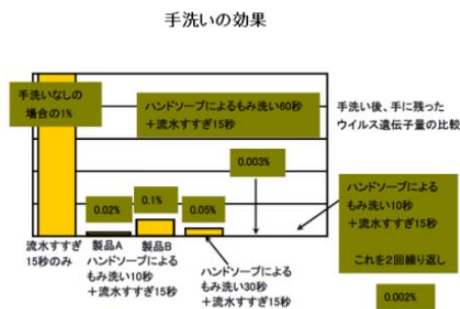 手洗いの効果
手洗いなしの
場合の1%
ハンドソープによるもみ洗い60秒
+流水すすぎ15秒
手洗い後、手に残った
ウイルス遺伝子量の比較
0.003%
ハンドソープによる
もみ洗い10秒
+流水すすぎ15秒
これを2回繰り返し
0.02%
0.1%
0.05%
流水すすぎ
15秒のみ
製品A
製品B
ハンドソープによる
もみ洗い10秒
+流水すすぎ15秒
ハンドソープによる
もみ洗い30秒
+流水すすぎ15秒
0.002%